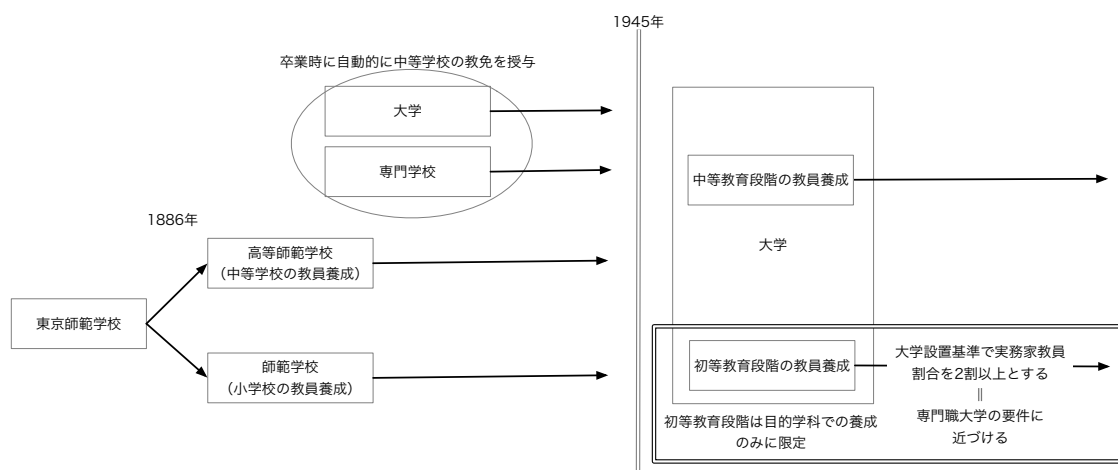 1945年
卒業時に自動的に中等学校の教免を授与
大学
専門学校
中等教育段階の教員養成
1886年
大学
高等師範学校
（中等学校の教員養成）
東京師範学校
師範学校
（小学校の教員養成）
初等教育段階の教員養成
初等教育段階は目的学科での養成
のみに限定
大学設置基準で実務家教員
割合を2割以上とする
||
専門職大学の要件に
近づける